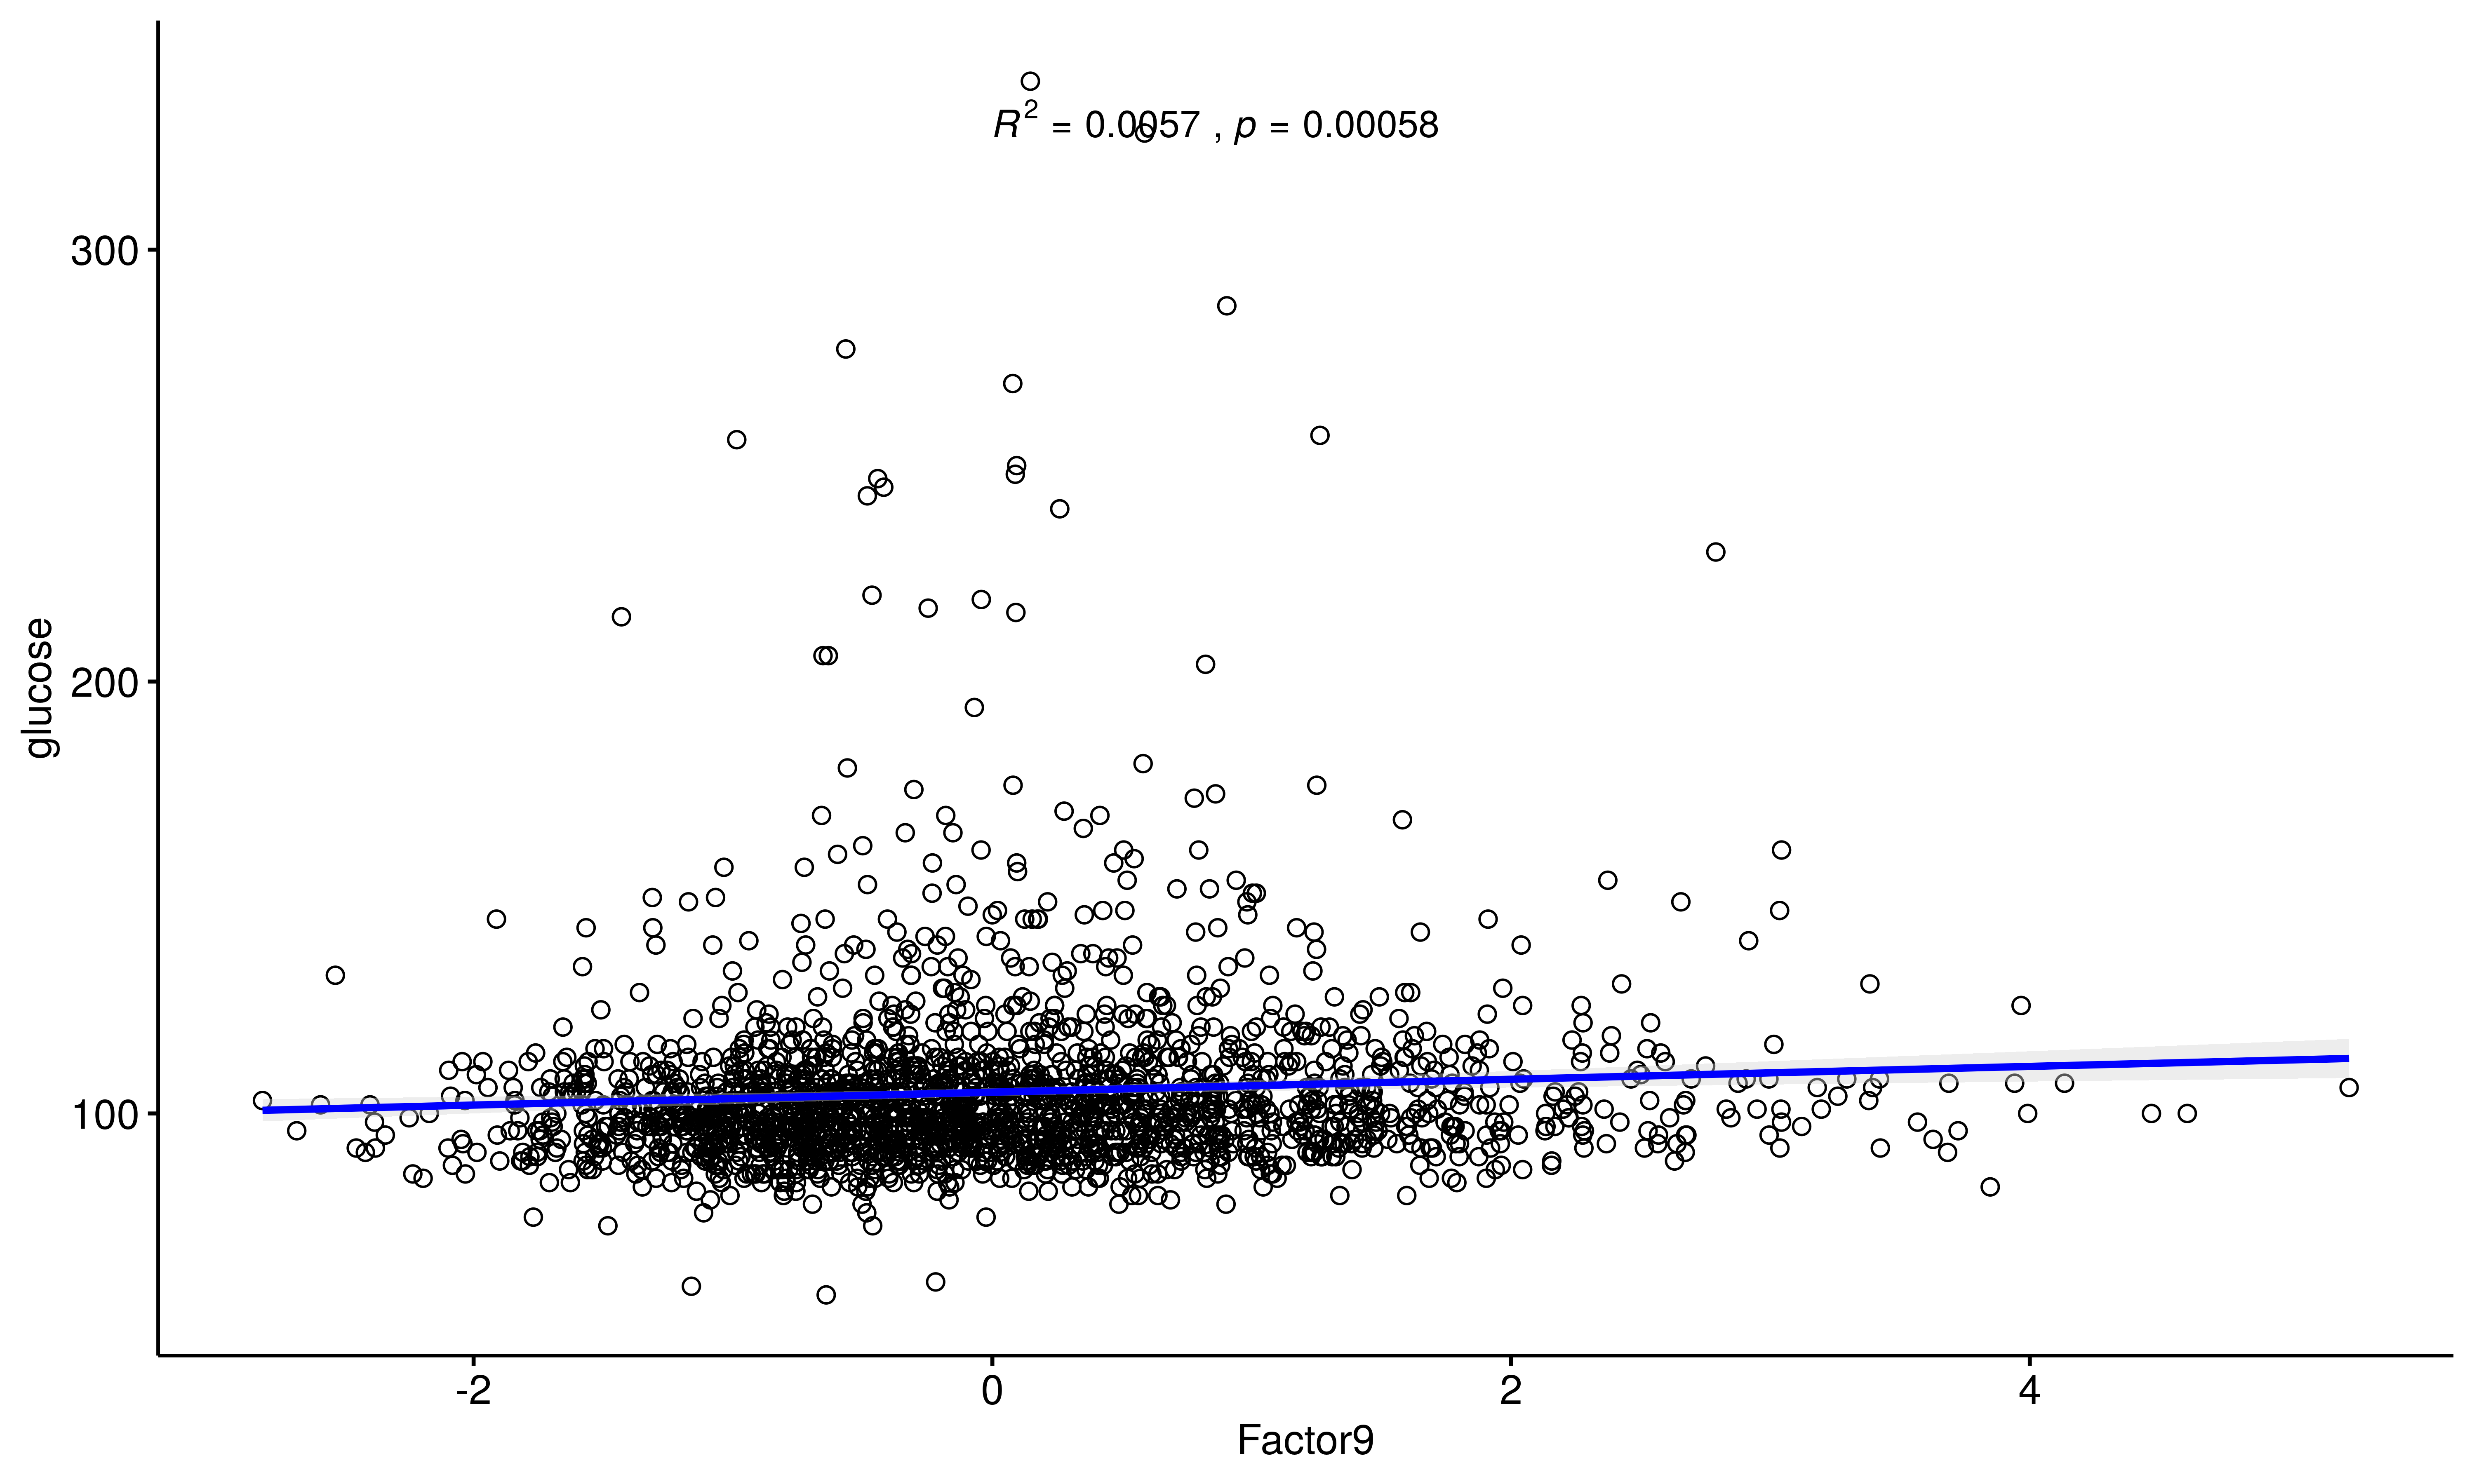 R² = 0.0057 , p = 0.00058
300
200
100
glucose
-2 0 2 4
Factor9